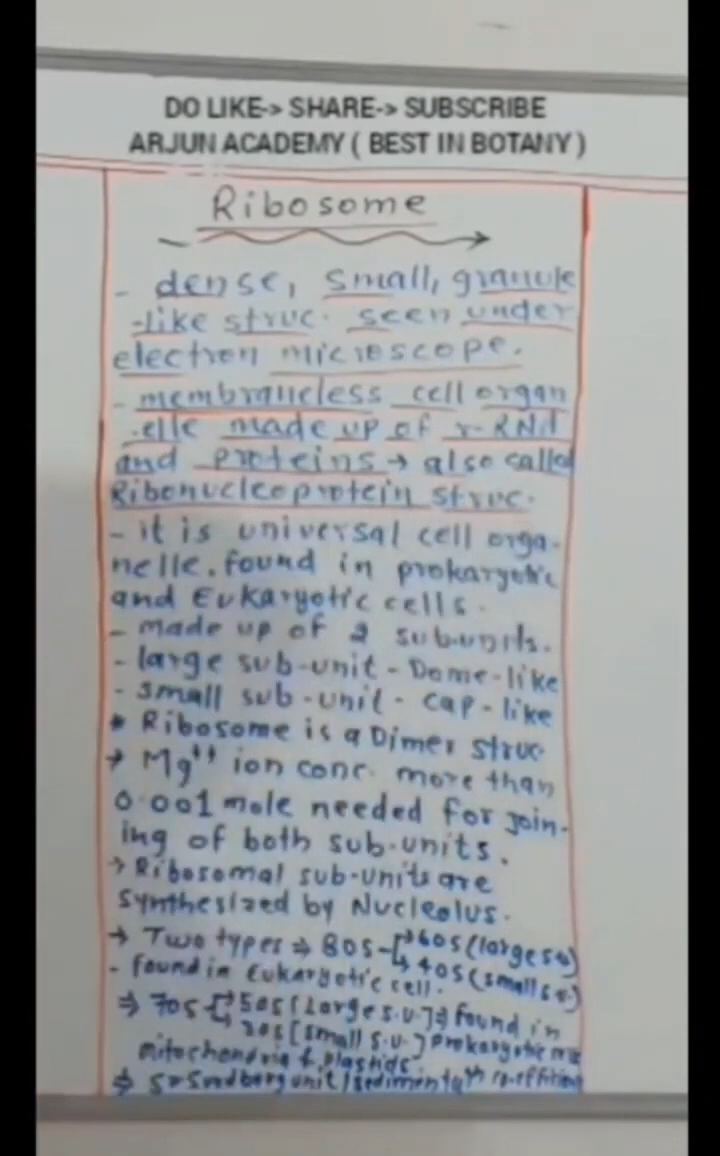 DO LIKE-> SHARE-> SUBSCRIBE
ARJUN ACADEMY ( BEST IN BOTANY )
Ribosome
- dense, small, granule
-like struc. seen under
electron microscope.
- membraneless cell organ
-elle made up of r-RNA
and proteins → also called
Ribonucleoprotein struc.
- it is universal cell orga-
nelle. found in prokaryotic
and Eukaryotic cells.
- made up of 2 sub-units.
- large sub-unit - Dome-like
- small sub-unit - cap-like
* Ribosome is a Dimer struc
→ Mg++ ion conc. more than
0.001 mole needed for join-
ing of both sub-units.
→ Ribosomal sub-units are
synthesized by Nucleolus.
→ Two types ⇒ 80S-[→60S (large s.u)
→40S (small s.u.)
- found in Eukaryotic cell.
⇒ 70S-[→50S [Large s.u.] ⇒ found in
→30S [small s.u.] prokaryotic
mitochondria & plastids.
⇒ S = Svedberg unit / sedimentatn co-effitien